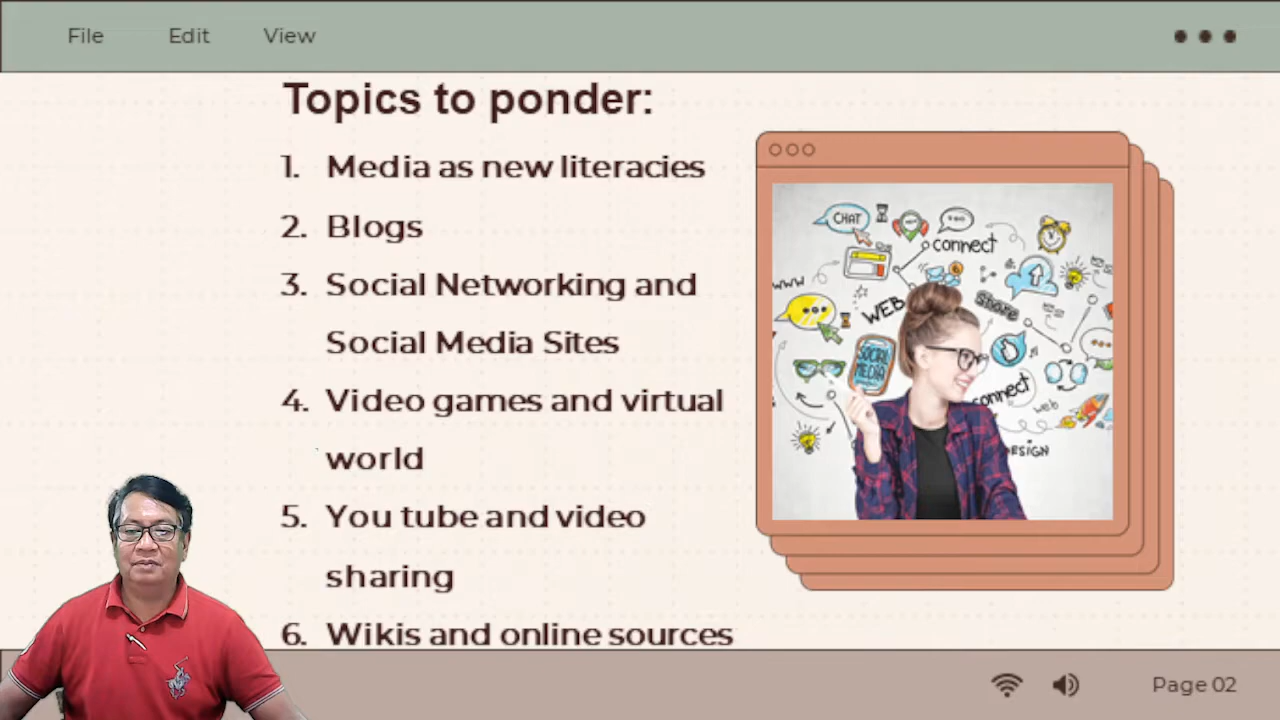 File Edit View
Topics to ponder:
1. Media as new literacies
2. Blogs
3. Social Networking and
Social Media Sites
4. Video games and virtual
world
5. You tube and video
sharing
6. Wikis and online sources
CHAT
connect
www
WEB
Share
SOCIAL
MEDIA
connect
web
ESIGN
Page 02